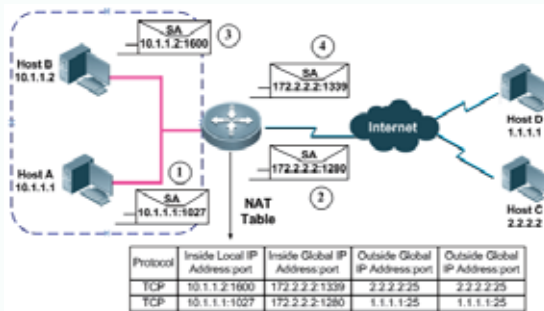 SA
10.1.1.2:1600
3
4
SA
172.2.2.2:1339
Host B
10.1.1.2
Internet
Host D
1.1.1.1
Host A
10.1.1.1
1
SA
10.1.1.1:1027
SA
172.2.2.2:1280
2
NAT
Table
Host C
2.2.2.2
Protocol Inside Local IP Address:port Inside Global IP Address:port Outside Global IP Address:port Outside Global IP Address:port
TCP 10.1.1.2:1600 172.2.2.2:1339 2.2.2.2:25 2.2.2.2:25
TCP 10.1.1.1:1027 172.2.2.2:1280 1.1.1.1:25 1.1.1.1:25